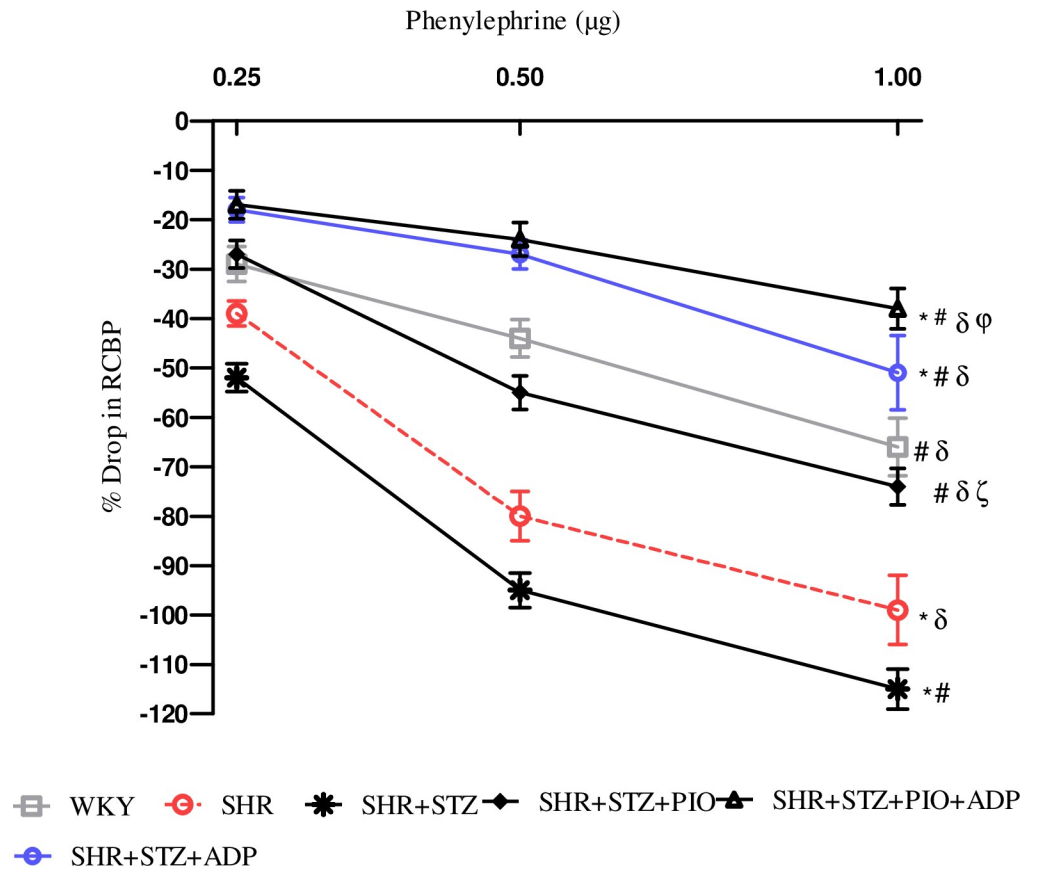 Phenylephrine (μg)
0.25 0.50 1.00
0
-10
-20
-30
-40
-50
-60
-70
-80
-90
-100
-110
-120
% Drop in RCBP
* # δ φ
* # δ
# δ
# δ ζ
* δ
* #
WKY SHR SHR+STZ SHR+STZ+PIO SHR+STZ+PIO+ADP
SHR+STZ+ADP